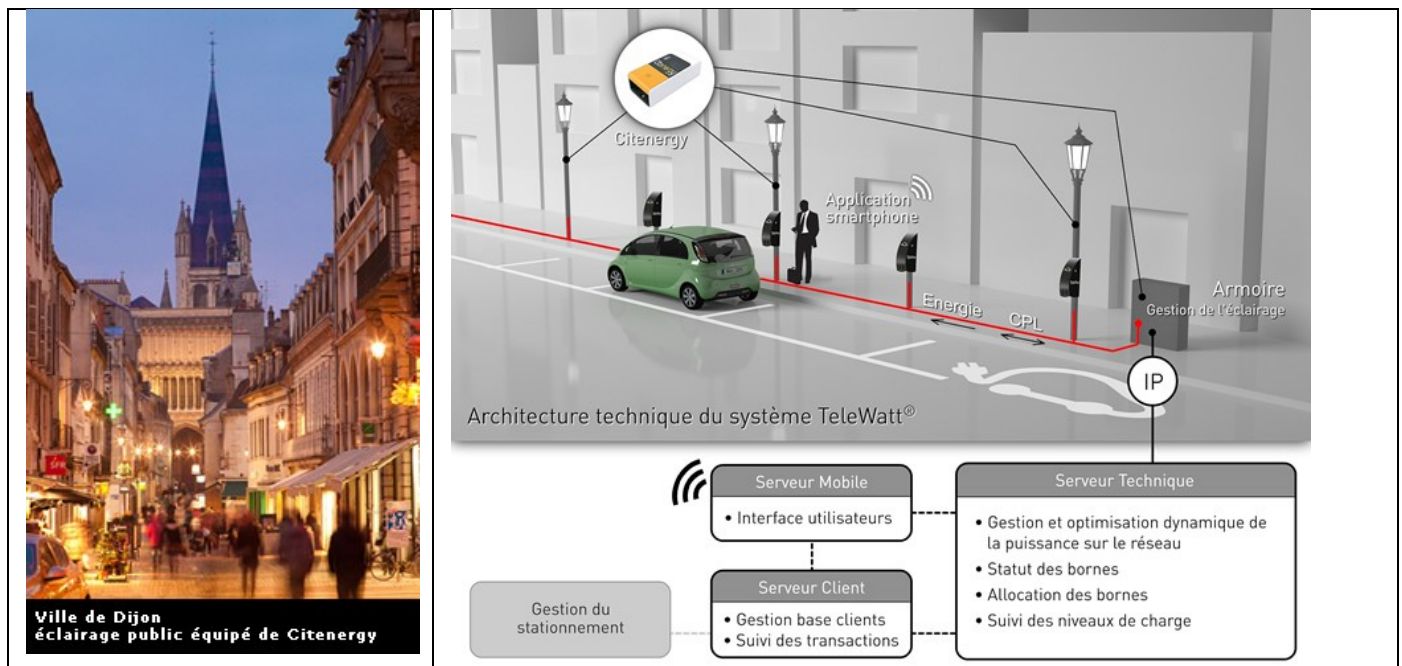 SFR
Ville de Dijon
éclairage public équipé de Citenergy
Citenergy
Application
smartphone
Energie
CPL
Armoire
Gestion de l'éclairage
IP
Architecture technique du système TeleWatt®
Serveur Mobile
• Interface utilisateurs
Serveur Technique
• Gestion et optimisation dynamique de
la puissance sur le réseau
• Statut des bornes
• Allocation des bornes
• Suivi des niveaux de charge
Serveur Client
• Gestion base clients
• Suivi des transactions
Gestion du
stationnement